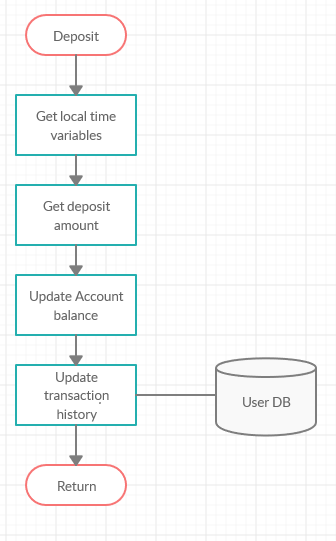 Deposit
Get local time
variables
Get deposit
amount
Update Account
balance
Update
transaction
history
User DB
Return